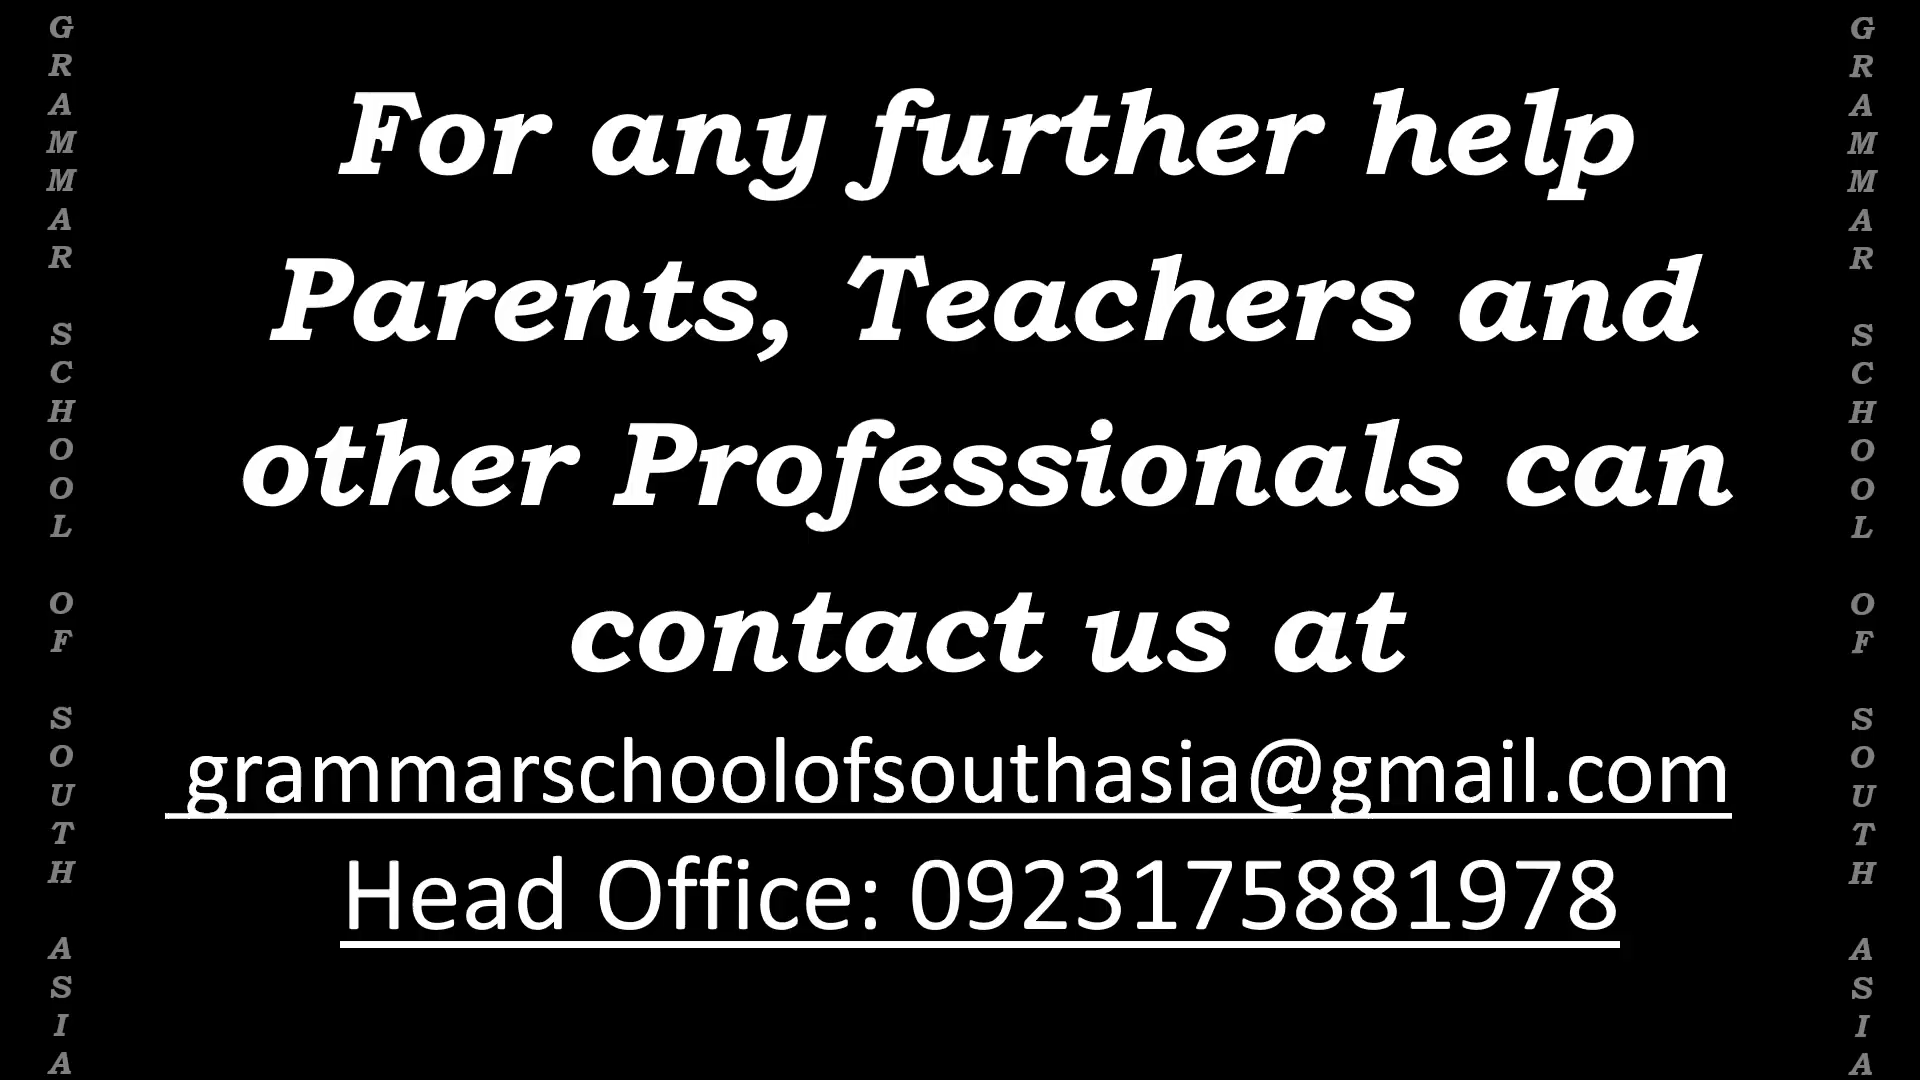 GRAMMAR SCHOOL OF SOUTH ASIA
For any further help
Parents, Teachers and
other Professionals can
contact us at
grammarschoolofsouthasia@gmail.com
Head Office: 0923175881978
GRAMMAR SCHOOL OF SOUTH ASIA